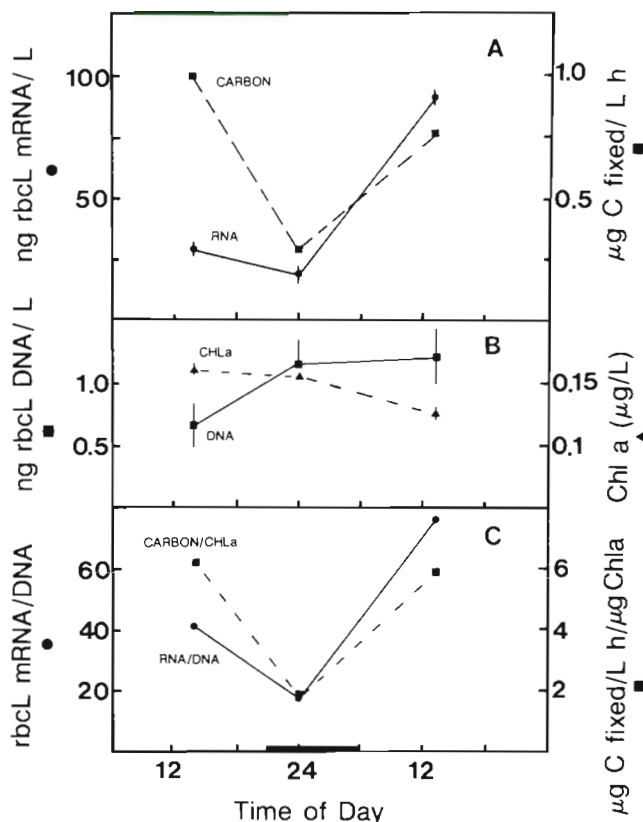 A
100
50
ng rbcL mRNA/ L
CARBON
RNA
1.0
0.5
µg C fixed/ L h
B
1.0
0.5
ng rbcL DNA/ L
CHLa
DNA
0.15
0.1
Chl a (µg/L)
C
60
40
20
rbcL mRNA/DNA
CARBON/CHLa
RNA/DNA
6
4
2
µg C fixed/L h/µg Chla
12 24 12
Time of Day